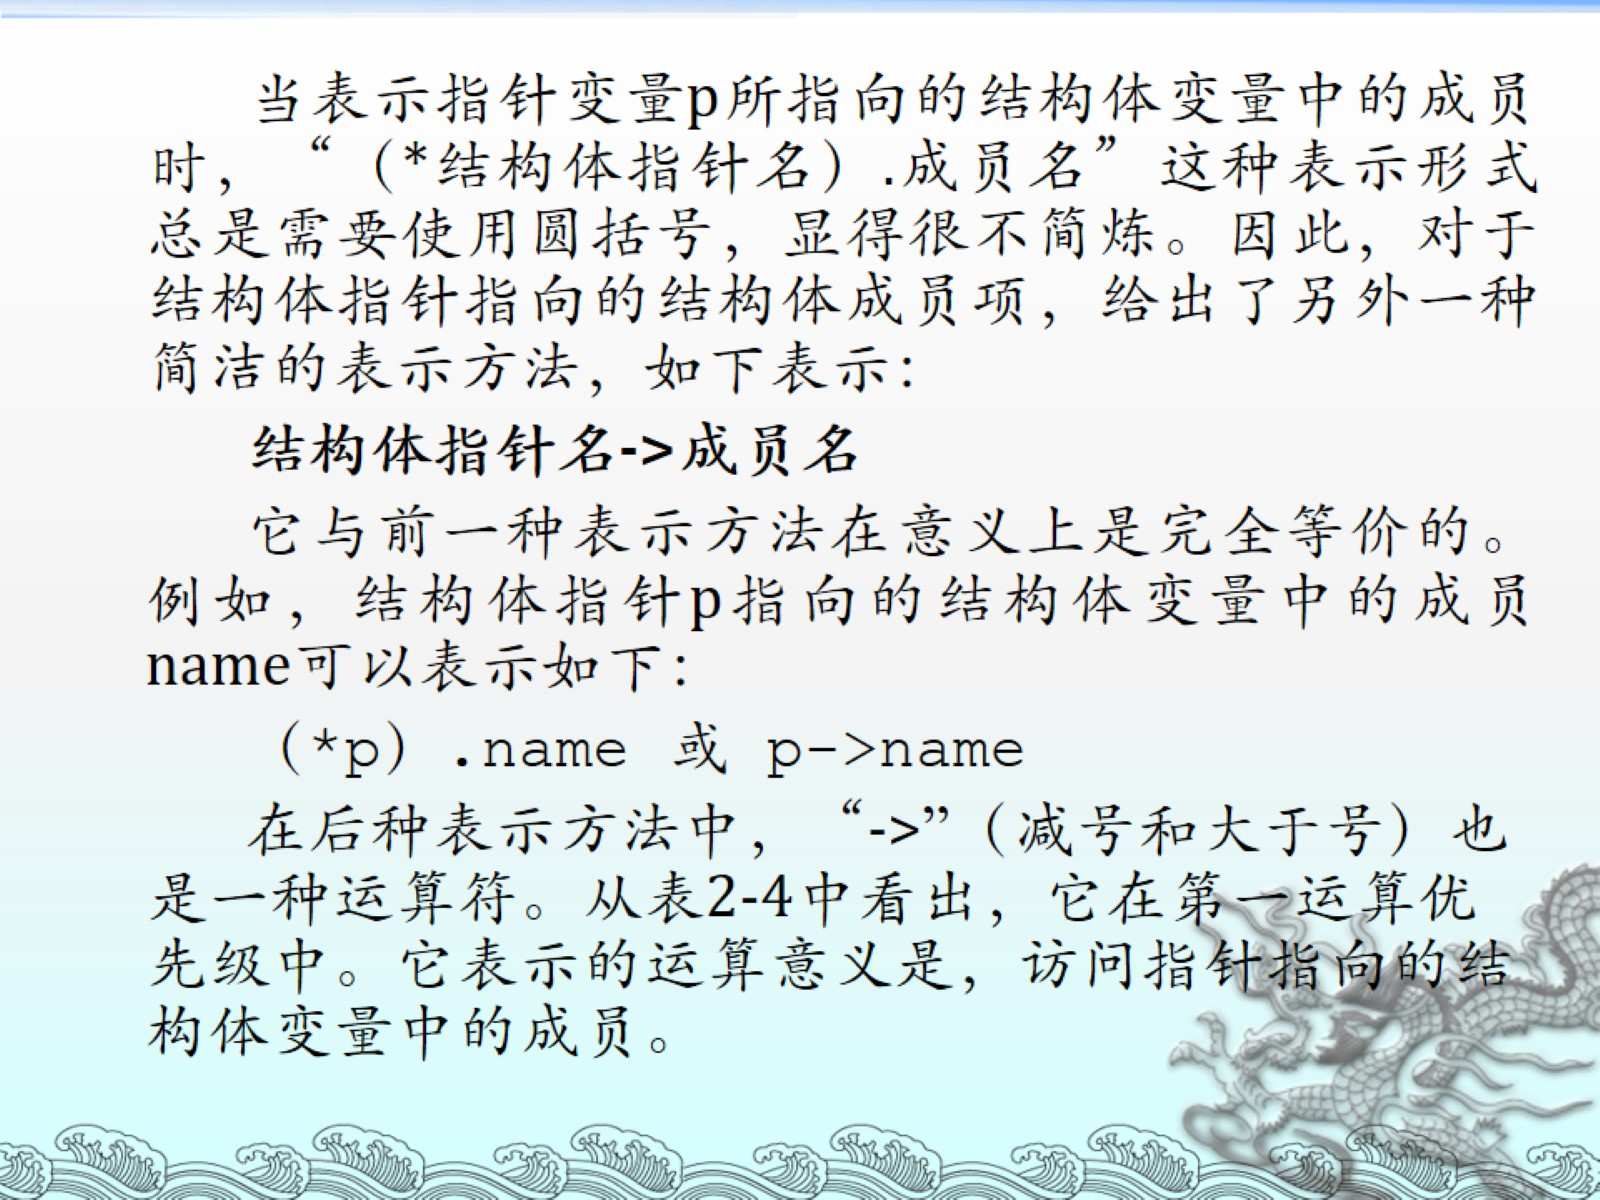 当表示指针变量p所指向的结构体变量中的成员
时，“（*结构体指针名）.成员名”这种表示形式
总是需要使用圆括号，显得很不简炼。因此，对于
结构体指针指向的结构体成员项，给出了另外一种
简洁的表示方法，如下表示：
结构体指针名->成员名
它与前一种表示方法在意义上是完全等价的。
例如，结构体指针p指向的结构体变量中的成员
name可以表示如下：
（*p）.name 或 p->name
在后种表示方法中，“->”（减号和大于号）也
是一种运算符。从表2-4中看出，它在第一运算优
先级中。它表示的运算意义是，访问指针指向的结
构体变量中的成员。